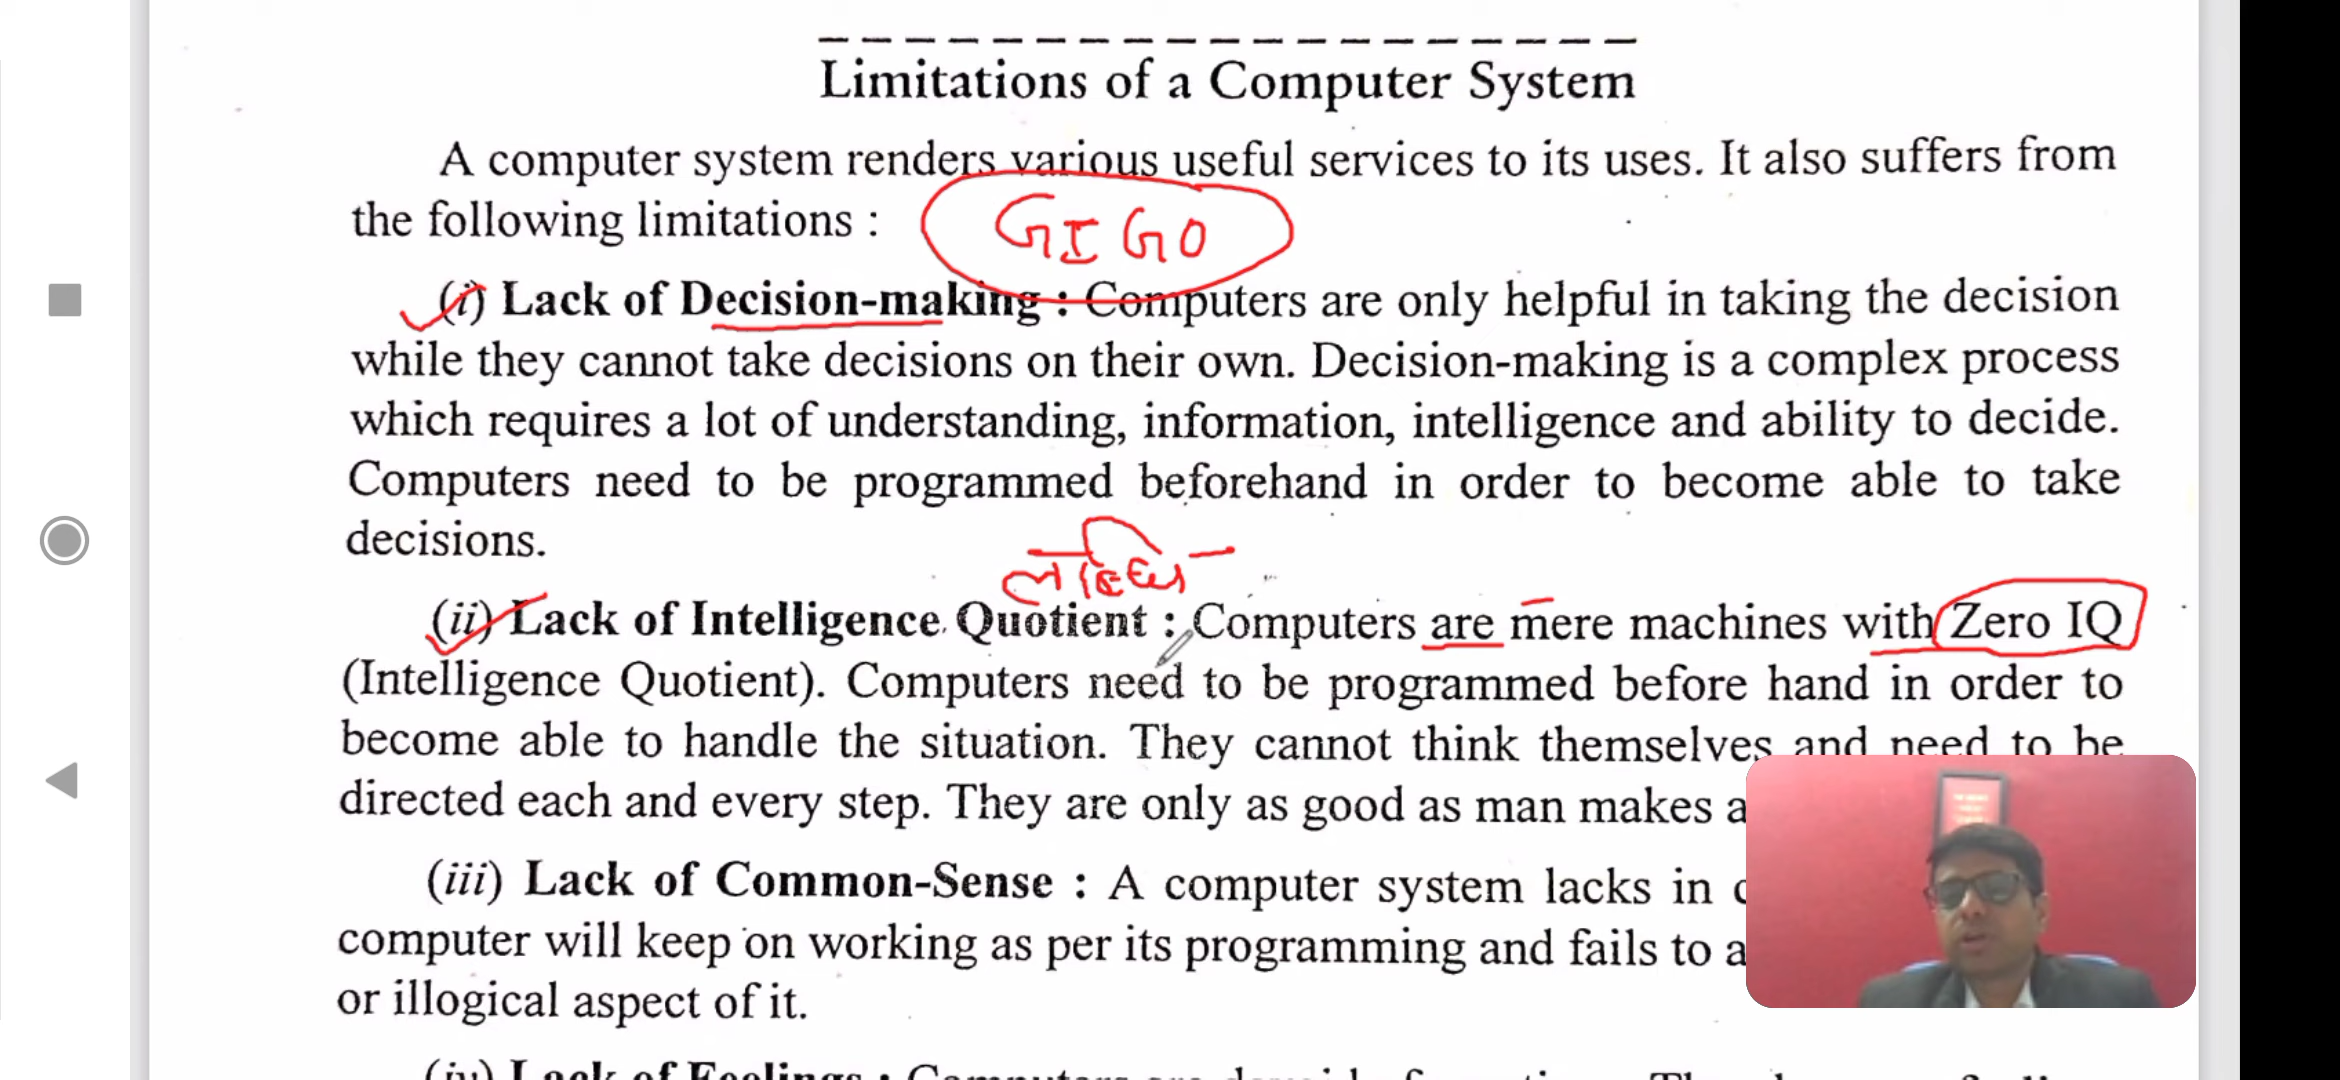 Limitations of a Computer System
A computer system renders various useful services to its uses. It also suffers from
the following limitations :
GIGO
(i) Lack of Decision-making : Computers are only helpful in taking the decision
while they cannot take decisions on their own. Decision-making is a complex process
which requires a lot of understanding, information, intelligence and ability to decide.
Computers need to be programmed beforehand in order to become able to take
decisions.
(ii) Lack of Intelligence Quotient : Computers are mere machines with Zero IQ
(Intelligence Quotient). Computers need to be programmed before hand in order to
become able to handle the situation. They cannot think themselves and need to be
directed each and every step. They are only as good as man makes a
(iii) Lack of Common-Sense : A computer system lacks in
computer will keep on working as per its programming and fails to a
or illogical aspect of it.
(iv) Lack of Feelings :